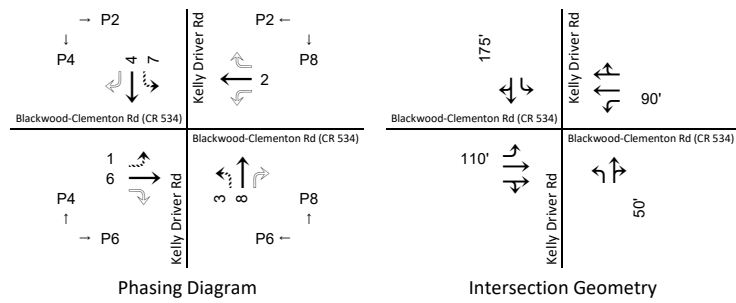 → P2
↓
P4
4 7
Blackwood-Clementon Rd (CR 534)
Kelly Driver Rd
P2 ←
↓
P8
2
1
6
P4
↑
→ P6
Kelly Driver Rd
Blackwood-Clementon Rd (CR 534)
3 8
P8
↑
P6 ←
Phasing Diagram
175'
Blackwood-Clementon Rd (CR 534)
Kelly Driver Rd
90'
110'
Kelly Driver Rd
Blackwood-Clementon Rd (CR 534)
50'
Intersection Geometry